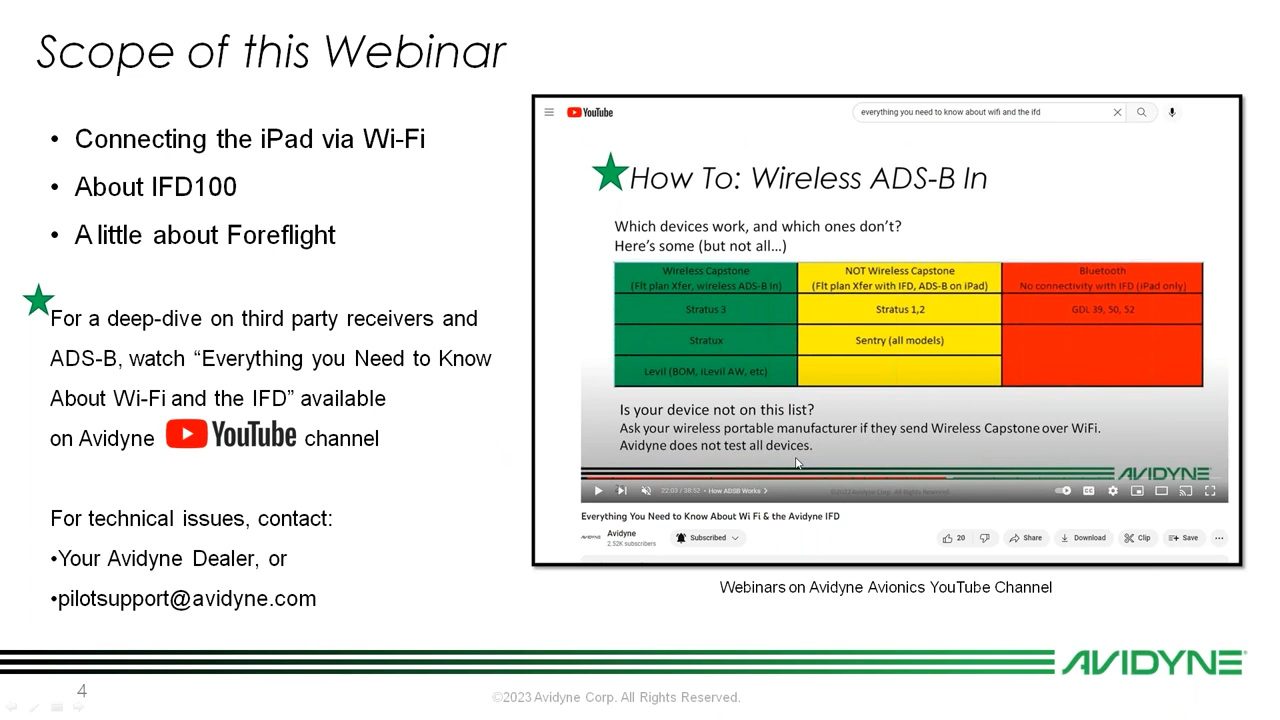 Scope of this Webinar
• Connecting the iPad via Wi-Fi
• About IFD100
• A little about Foreflight
For a deep-dive on third party receivers and
ADS-B, watch “Everything you Need to Know
About Wi-Fi and the IFD” available
on Avidyne YouTube channel
For technical issues, contact:
•Your Avidyne Dealer, or
•pilotsupport@avidyne.com
YouTube
everything you need to know about wifi and the ifd
How To: Wireless ADS-B In
Which devices work, and which ones don’t?
Here’s some (but not all…)
Wireless Capstone
(Flt plan Xfer, wireless ADS-B In)
NOT Wireless Capstone
(Flt plan Xfer with IFD, ADS-B on iPad)
Bluetooth
No connectivity with IFD (iPad only)
Stratus 3
Stratus 1,2
GDL 39, 50, 52
Stratux
Sentry (all models)
Levil (BOM, iLevil AW, etc)
Is your device not on this list?
Ask your wireless portable manufacturer if they send Wireless Capstone over WiFi.
Avidyne does not test all devices.
AVIDYNE
22:03 / 38:52 • How ADSB Works
©2023 Avidyne Corp. All Rights Reserved.
Everything You Need to Know About Wi Fi & the Avidyne IFD
AVIDYNE
Avidyne
2.52K subscribers
Subscribed
20
Share
Download
Clip
Save
Webinars on Avidyne Avionics YouTube Channel
AVIDYNE
4
©2023 Avidyne Corp. All Rights Reserved.